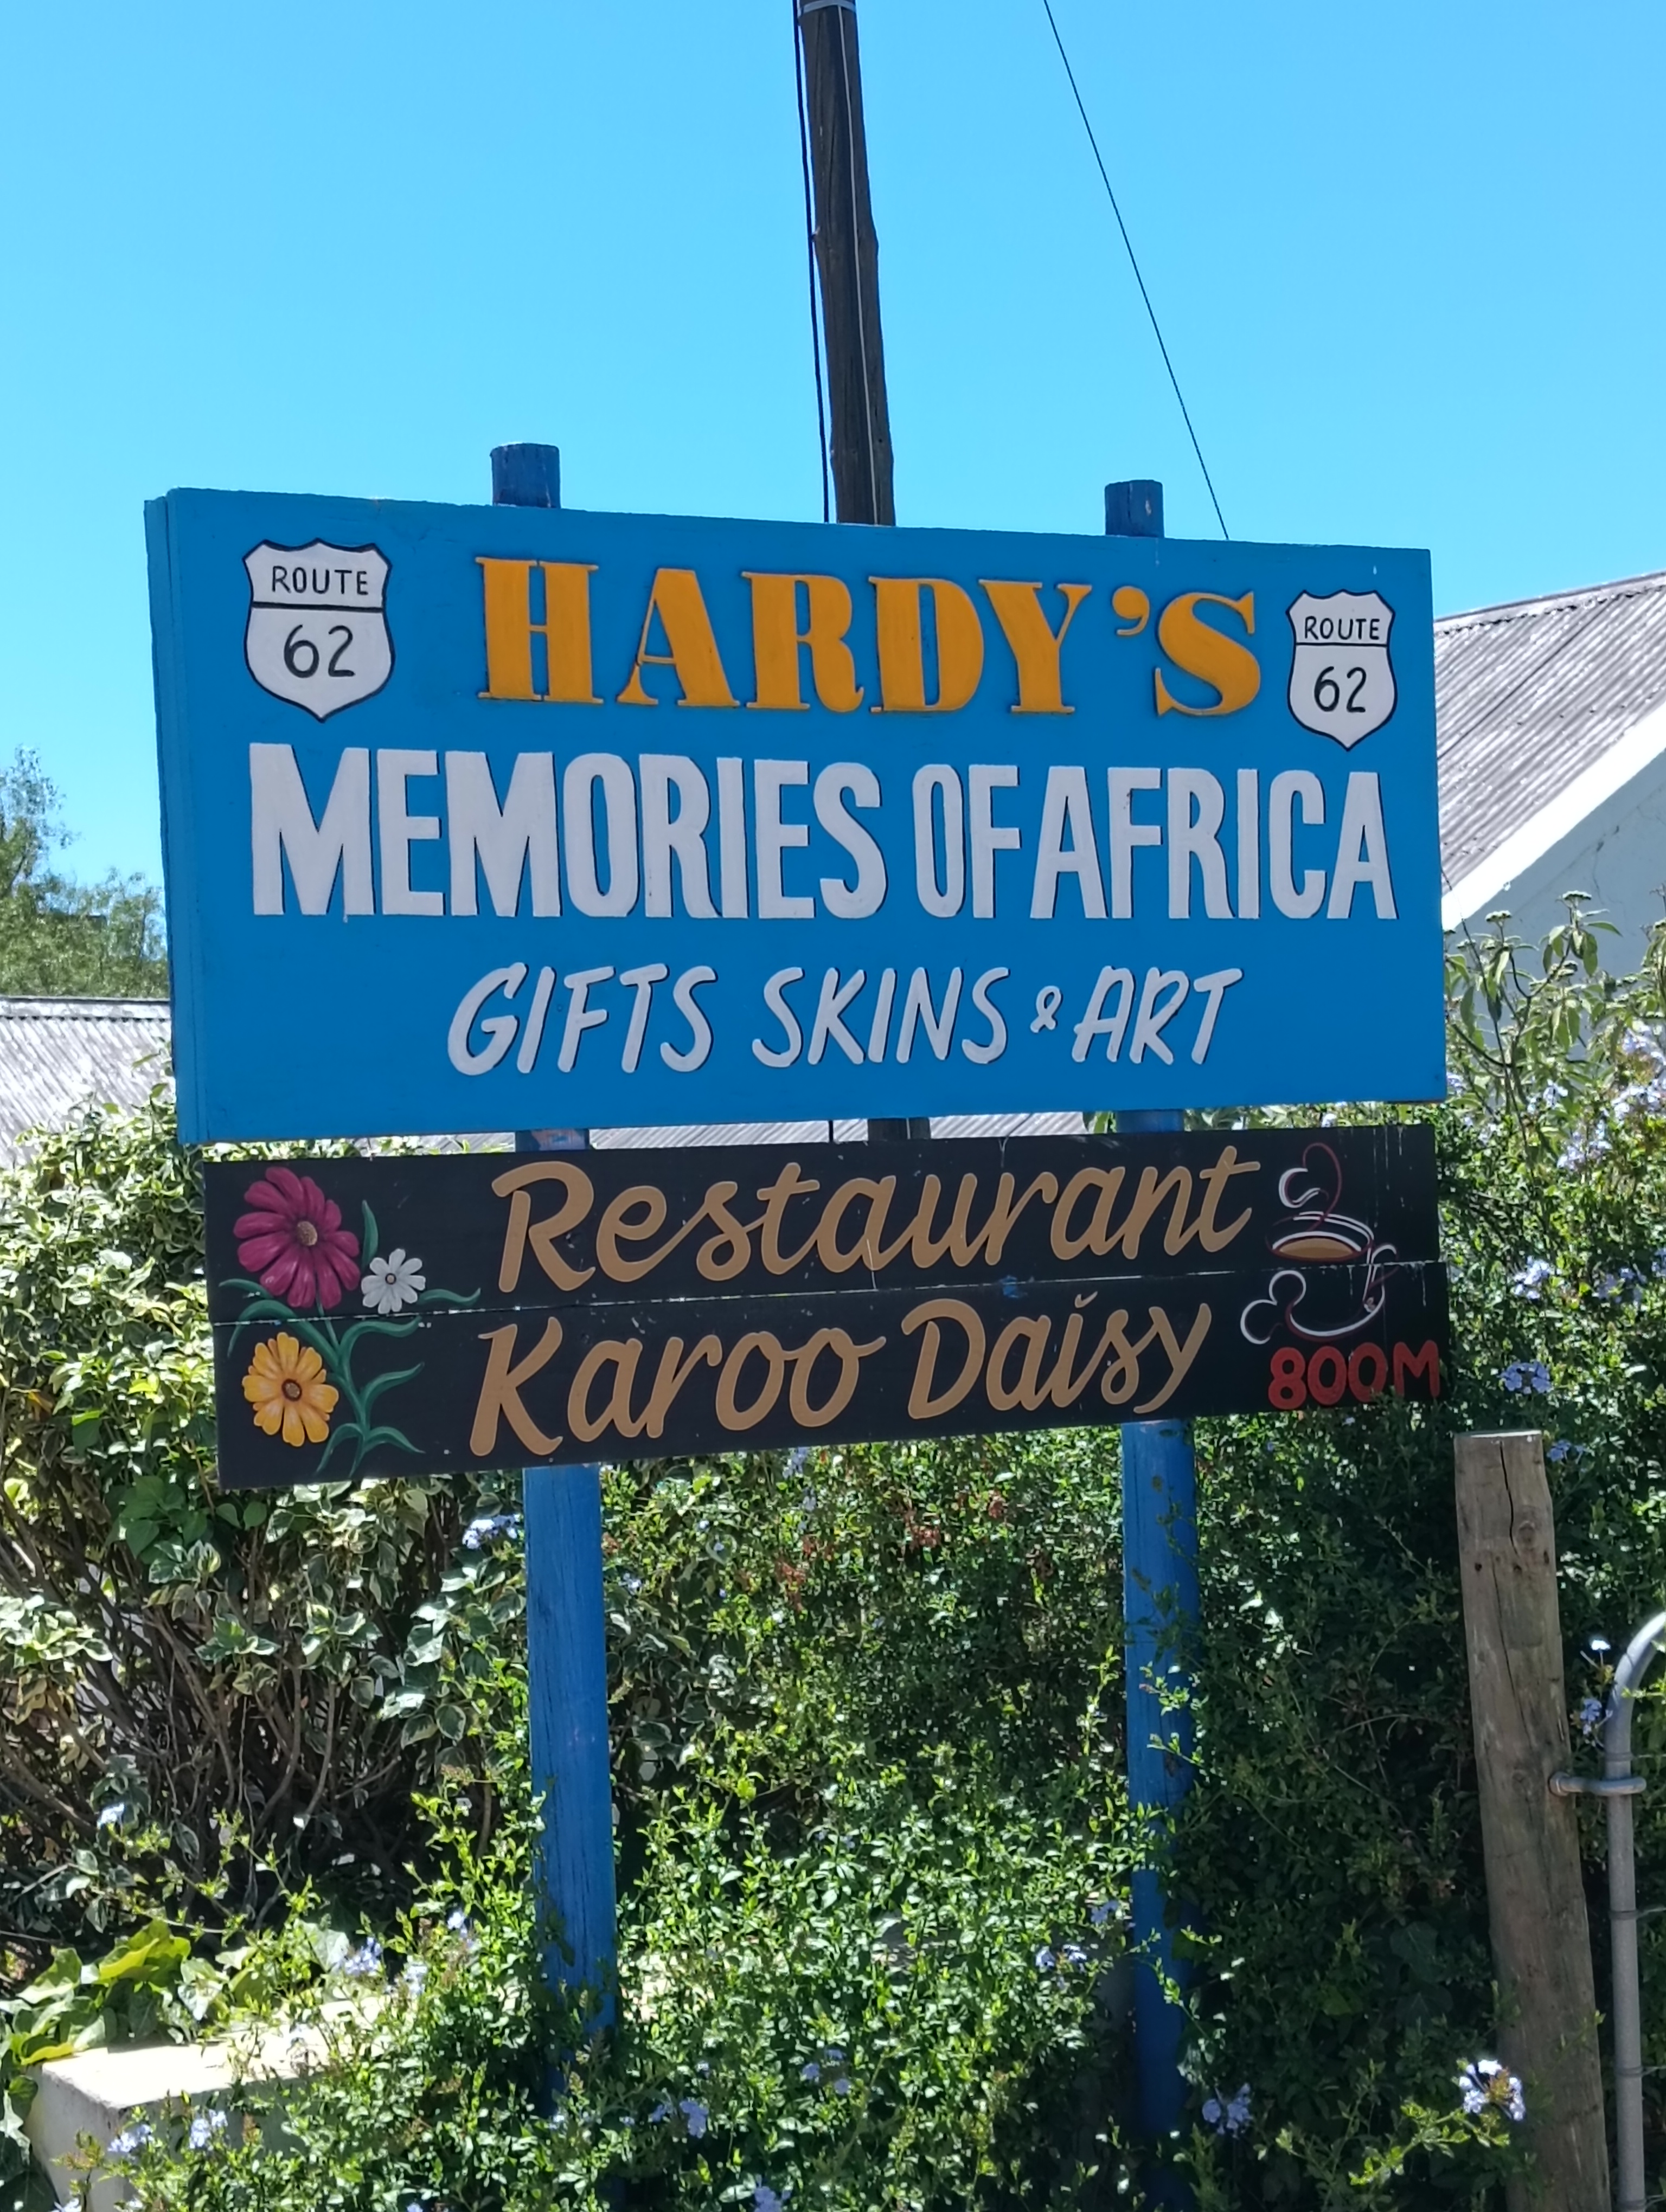 ROUTE
62
HARDY'S
ROUTE
62
MEMORIES OF AFRICA
GIFTS SKINS & ART
Restaurant
Karoo Daisy
800M